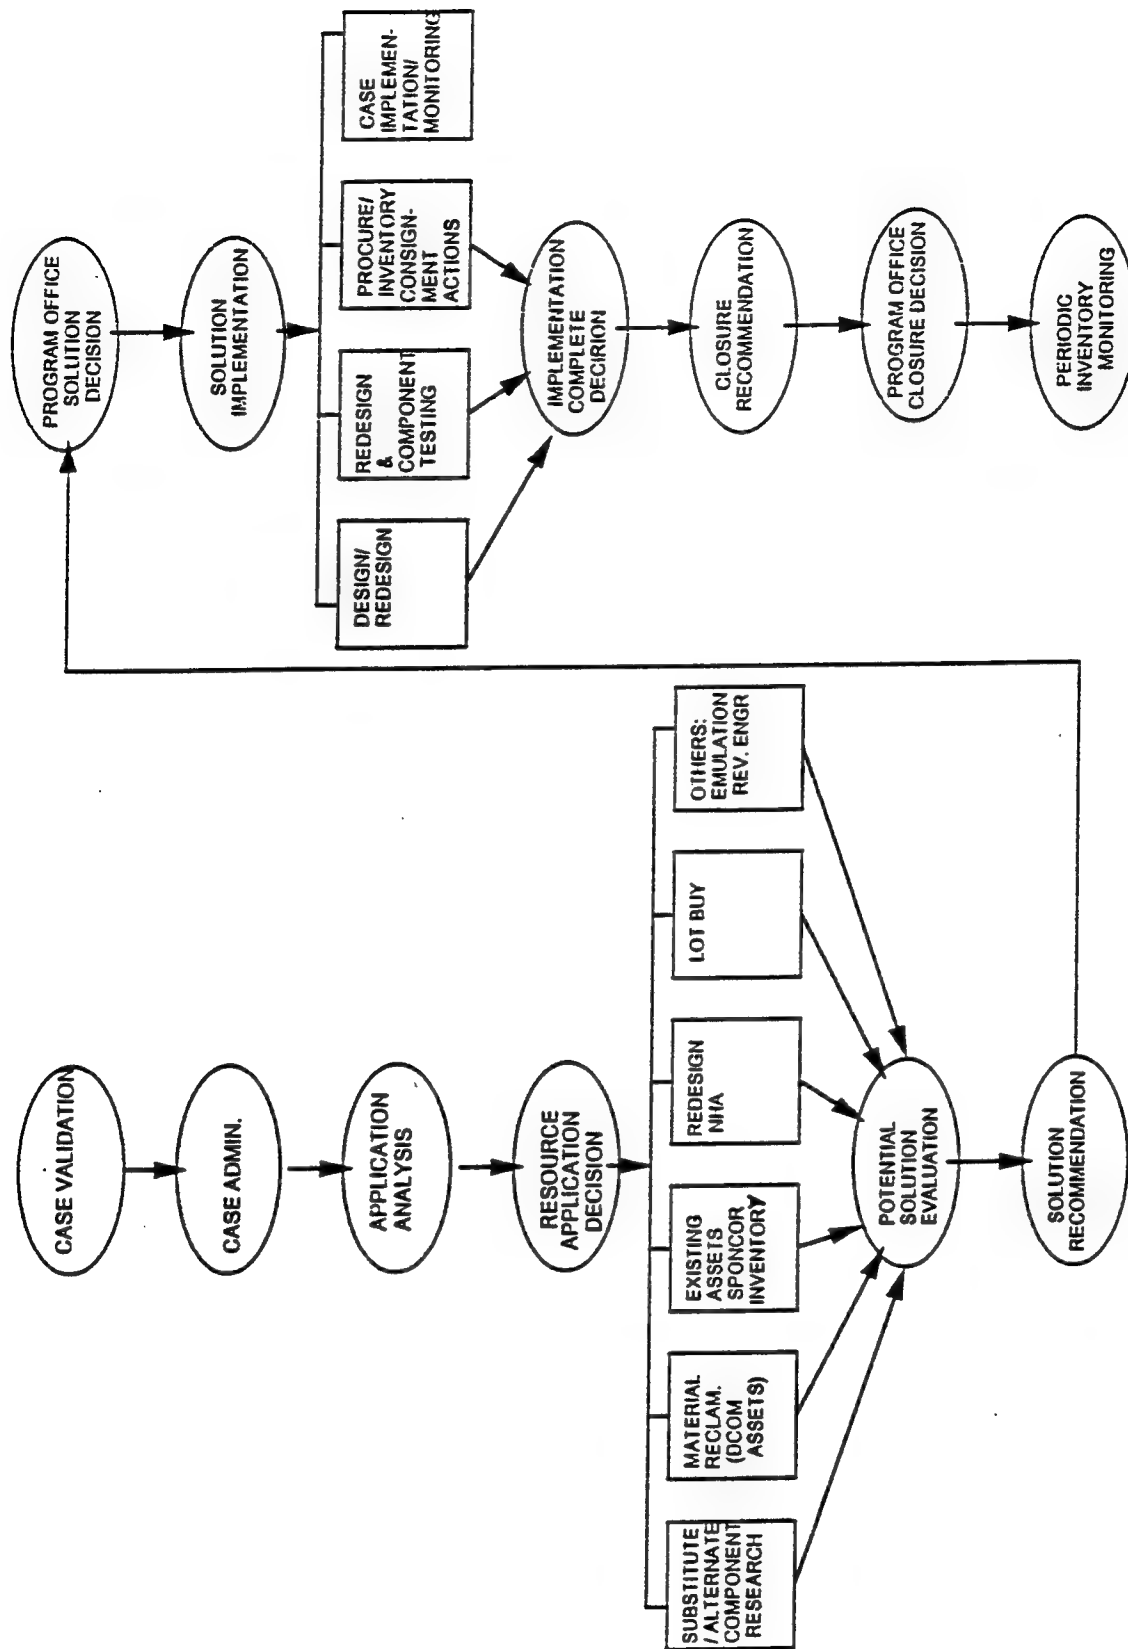 CASE VALIDATION
CASE ADMIN.
APPLICATION
ANALYSIS
RESOURCE
APPLICATION
DECISION
SUBSTITUTE
/ ALTERNATE
COMPONENT
RESEARCH
MATERIAL
RECLAM.
(DCOM
ASSETS)
EXISTING
ASSETS
SPONCOR
INVENTORY
REDESIGN
NHA
LOT BUY
OTHERS:
EMULATION
REV. ENGR
POTENTIAL
SOLUTION
EVALUATION
SOLUTION
RECOMMENDATION
PROGRAM OFFICE
SOLUTION
DECISION
SOLUTION
IMPLEMENTATION
DESIGN/
REDESIGN
REDESIGN
&
COMPONENT
TESTING
PROCURE/
INVENTORY
CONSIGN-
MENT
ACTIONS
CASE
IMPLEMEN-
TATION/
MONITORING
IMPLEMENTATION
COMPLETE
DECIRION
CLOSURE
RECOMMENDATION
PROGRAM OFFICE
CLOSURE DECISION
PERIODIC
INVENTORY
MONITORING